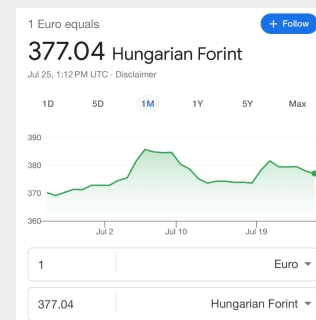 1 Euro equals
+ Follow
377.04 Hungarian Forint
Jul 25, 1:12 PM UTC · Disclaimer
1D 5D 1M 1Y 5Y Max
390
380
370
360
Jul 2 Jul 10 Jul 19
1 Euro
377.04 Hungarian Forint